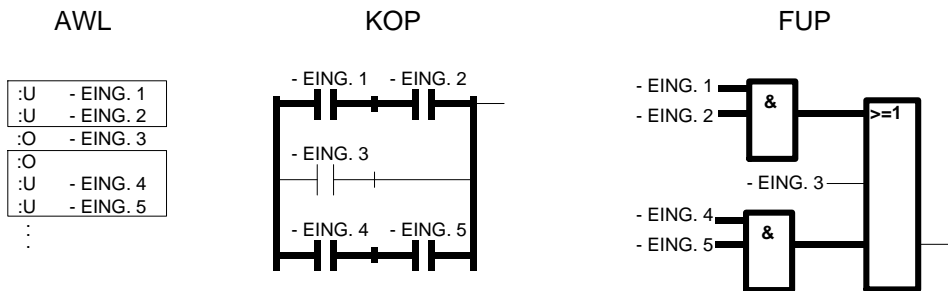 AWL
:U - EING. 1
:U - EING. 2
:O - EING. 3
:O
:U - EING. 4
:U - EING. 5
:
:
KOP
- EING. 1 - EING. 2
- EING. 3
- EING. 4 - EING. 5
FUP
- EING. 1
- EING. 2
&
>=1
- EING. 3
- EING. 4
- EING. 5
&